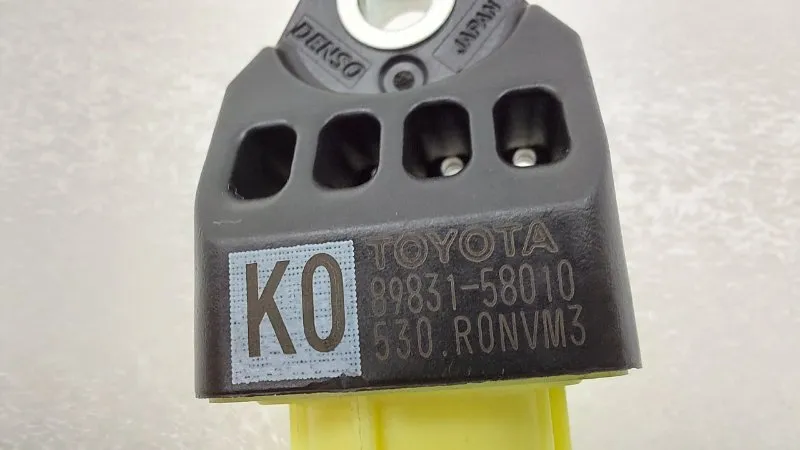 DENSO
JAPAN
K0
TOYOTA
89831-58010
530.R0NVM3